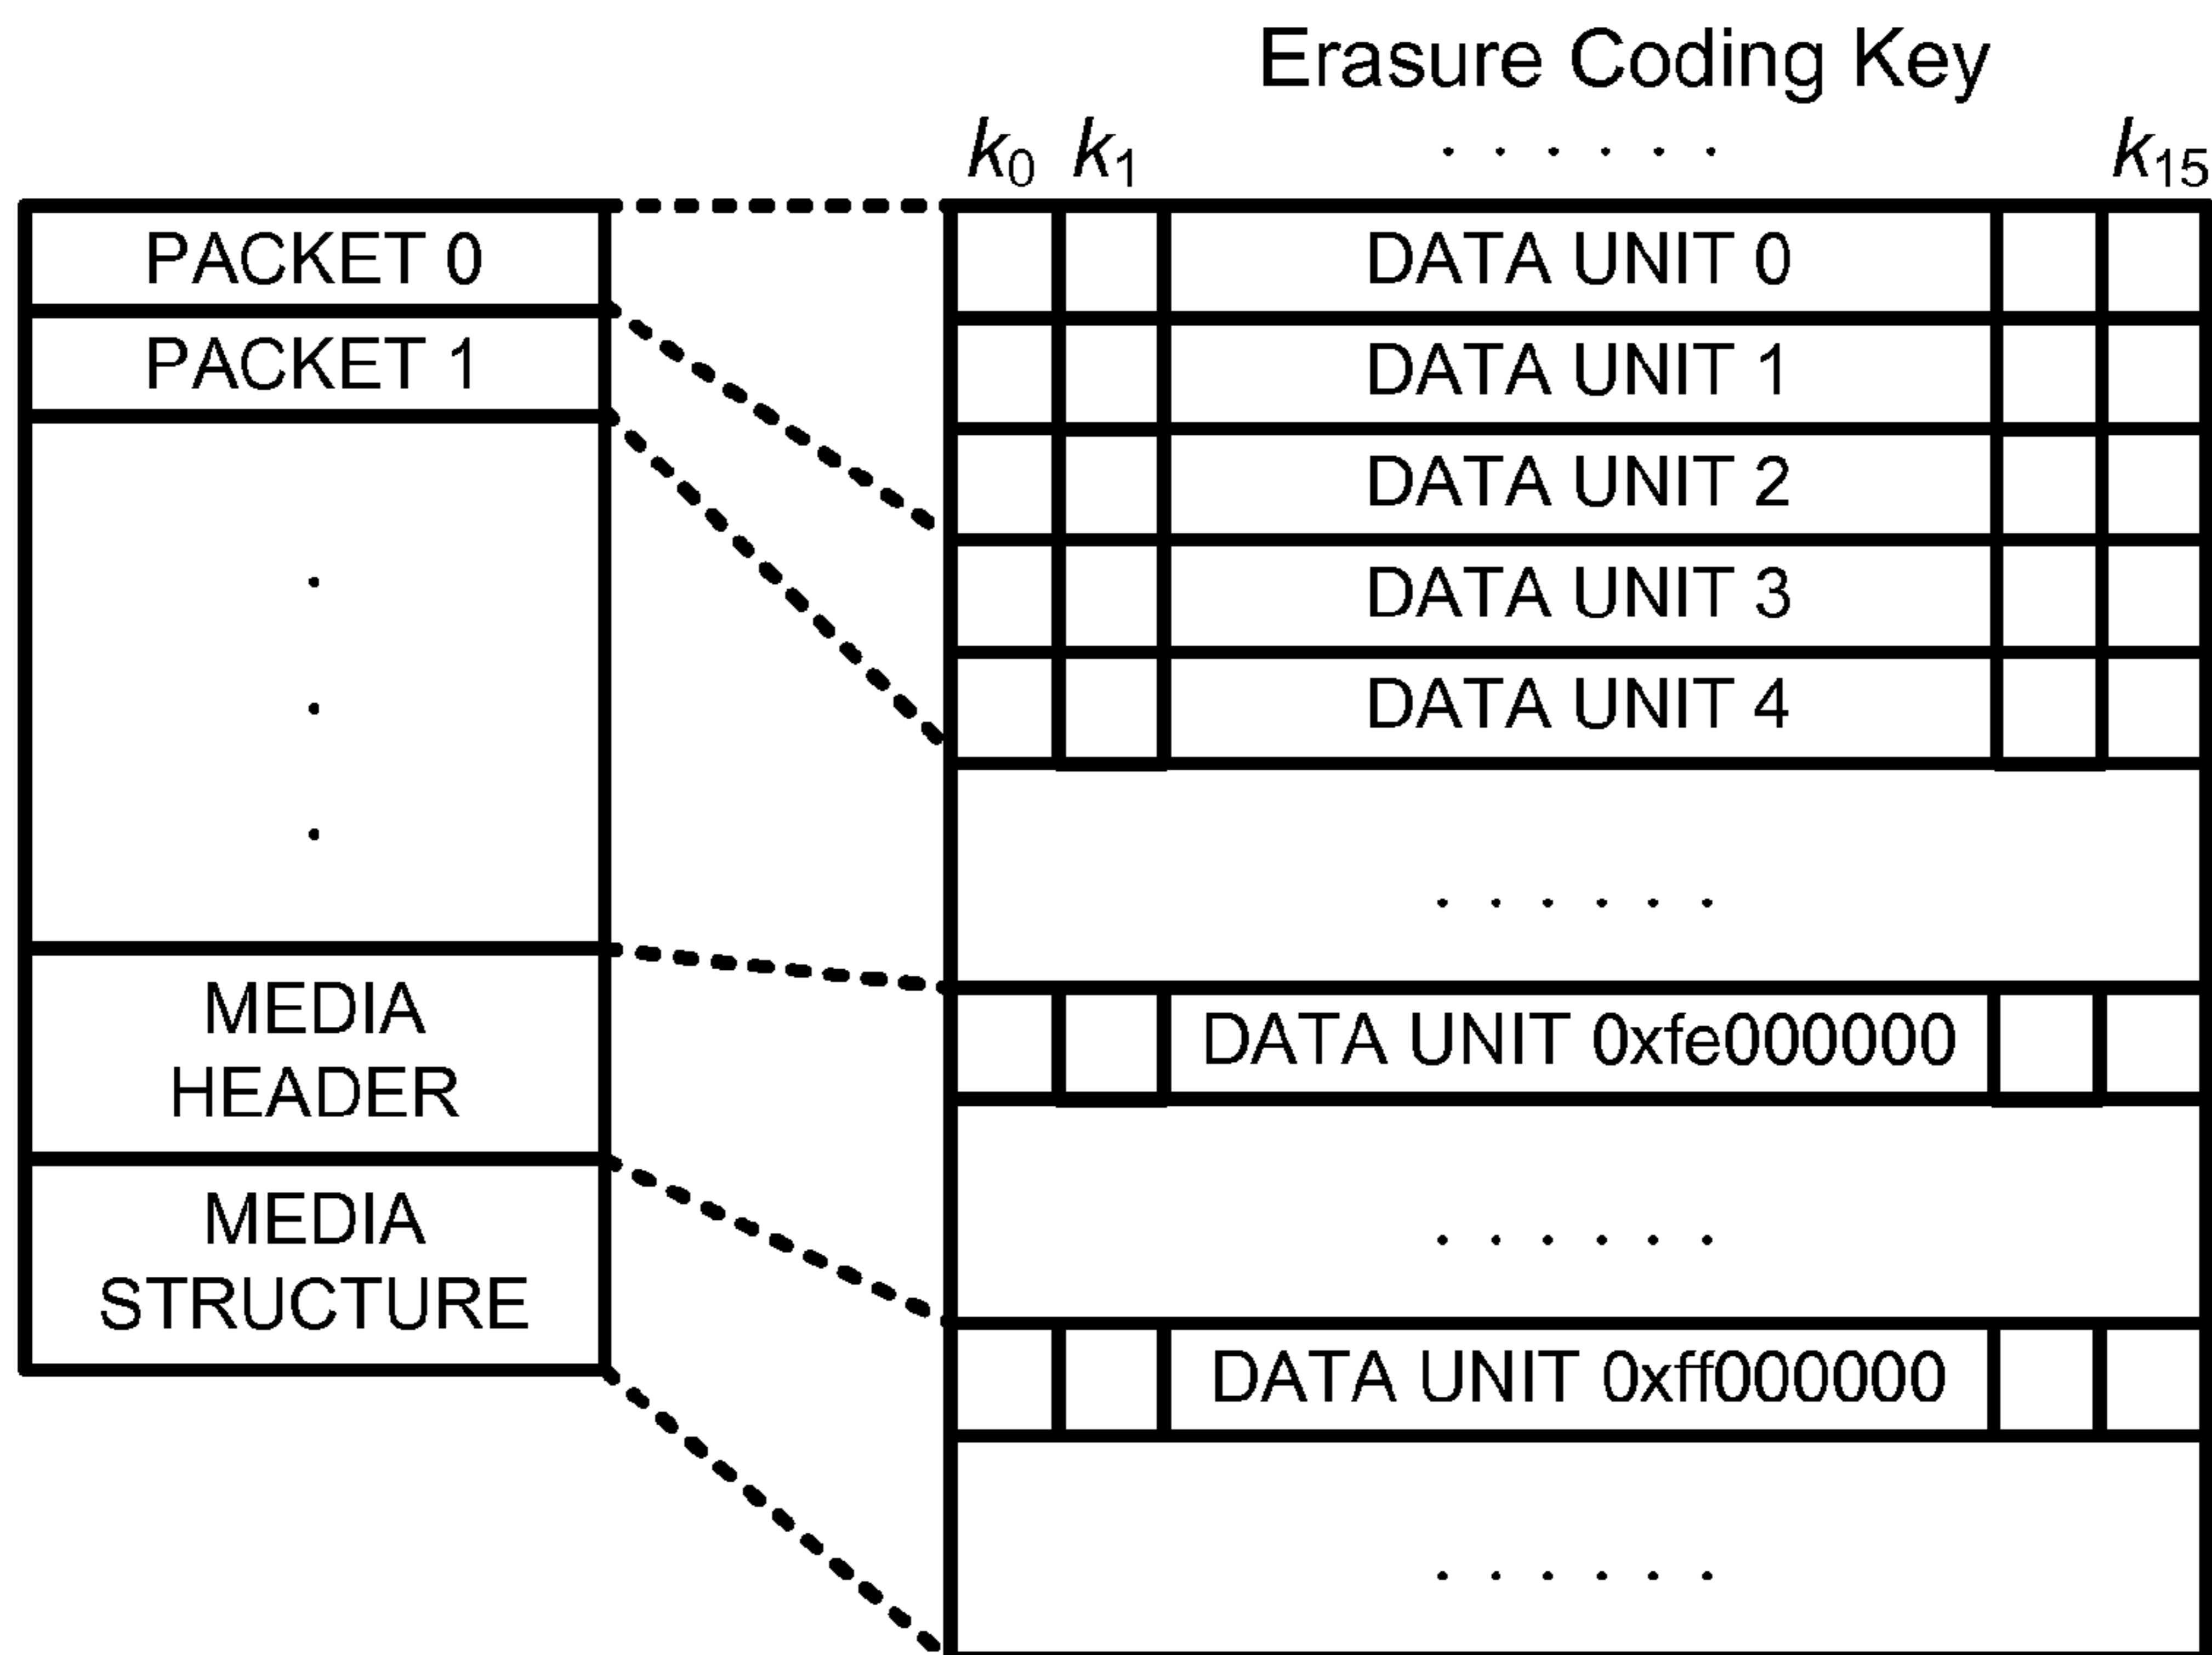 Erasure Coding Key
k0 k1 . . . . . . k15
PACKET 0
PACKET 1
.
.
.
MEDIA
HEADER
MEDIA
STRUCTURE
DATA UNIT 0
DATA UNIT 1
DATA UNIT 2
DATA UNIT 3
DATA UNIT 4
. . . . . .
DATA UNIT 0xfe000000
. . . . . .
DATA UNIT 0xff000000
. . . . . .